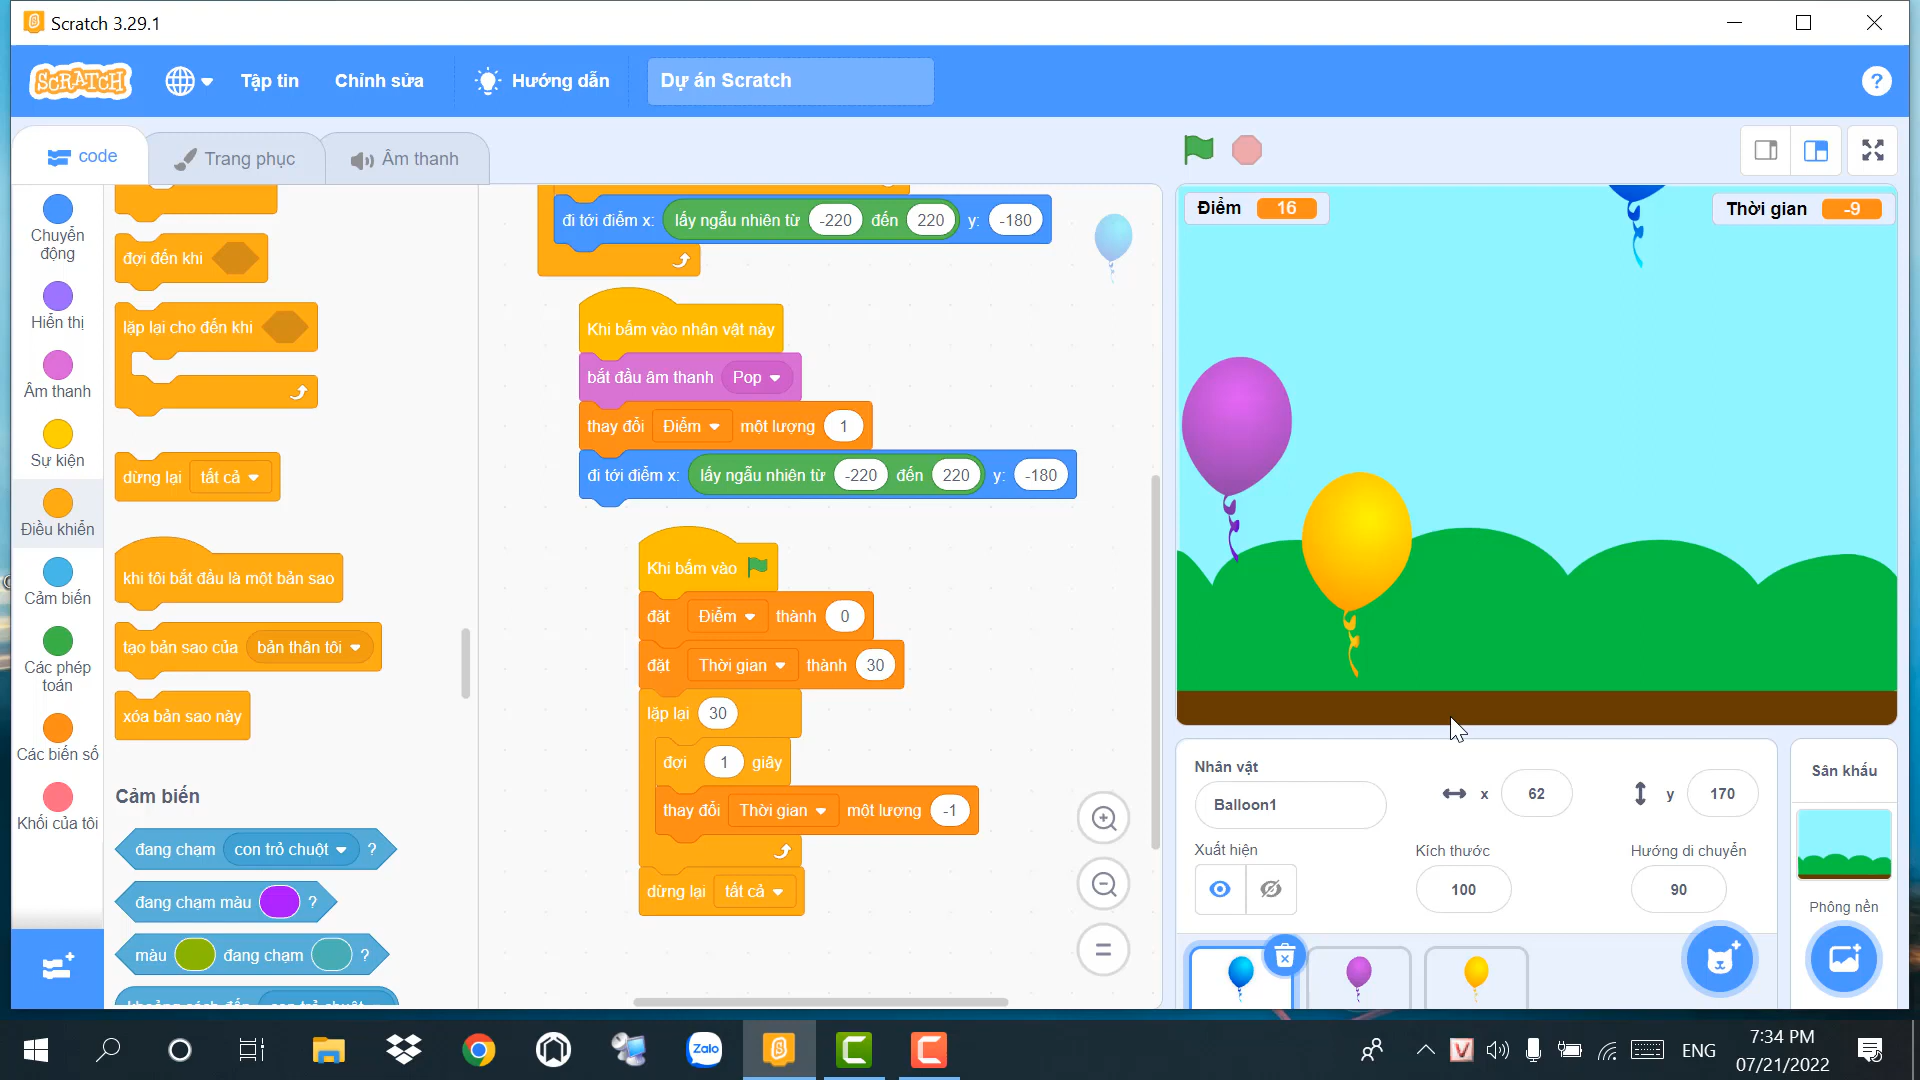 Scratch 3.29.1
SCRATCH
Tập tin
Chỉnh sửa
Hướng dẫn
Dự án Scratch
?
code
Trang phục
Âm thanh
Chuyển động
Hiển thị
Âm thanh
Sự kiện
Điều khiển
Cảm biến
Các phép toán
Các biến số
Khối của tôi
đợi đến khi
lặp lại cho đến khi
dừng lại tất cả
khi tôi bắt đầu là một bản sao
tạo bản sao của bản thân tôi
xóa bản sao này
Cảm biến
đang chạm con trỏ chuột ?
đang chạm màu ?
màu đang chạm ?
khoảng cách đến con trỏ chuột
đi tới điểm x: lấy ngẫu nhiên từ -220 đến 220 y: -180
Khi bấm vào nhân vật này
bắt đầu âm thanh Pop
thay đổi Điểm một lượng 1
đi tới điểm x: lấy ngẫu nhiên từ -220 đến 220 y: -180
Khi bấm vào
đặt Điểm thành 0
đặt Thời gian thành 30
lặp lại 30
đợi 1 giây
thay đổi Thời gian một lượng -1
dừng lại tất cả
Điểm 16
Thời gian -9
Nhân vật
Balloon1
x 62
y 170
Xuất hiện
Kích thước
100
Hướng di chuyển
90
Sân khấu
Phông nền
Zalo
ENG
7:34 PM
07/21/2022